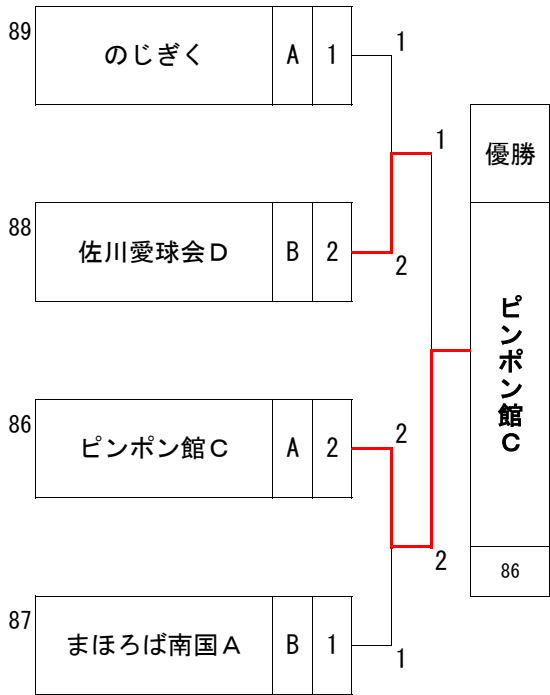 89 のじぎく A 1 1
1
優勝
88 佐川愛球会D B 2 2
ピンポン館C
86 ピンポン館C A 2 2
2
86
87 まほろば南国A B 1 1